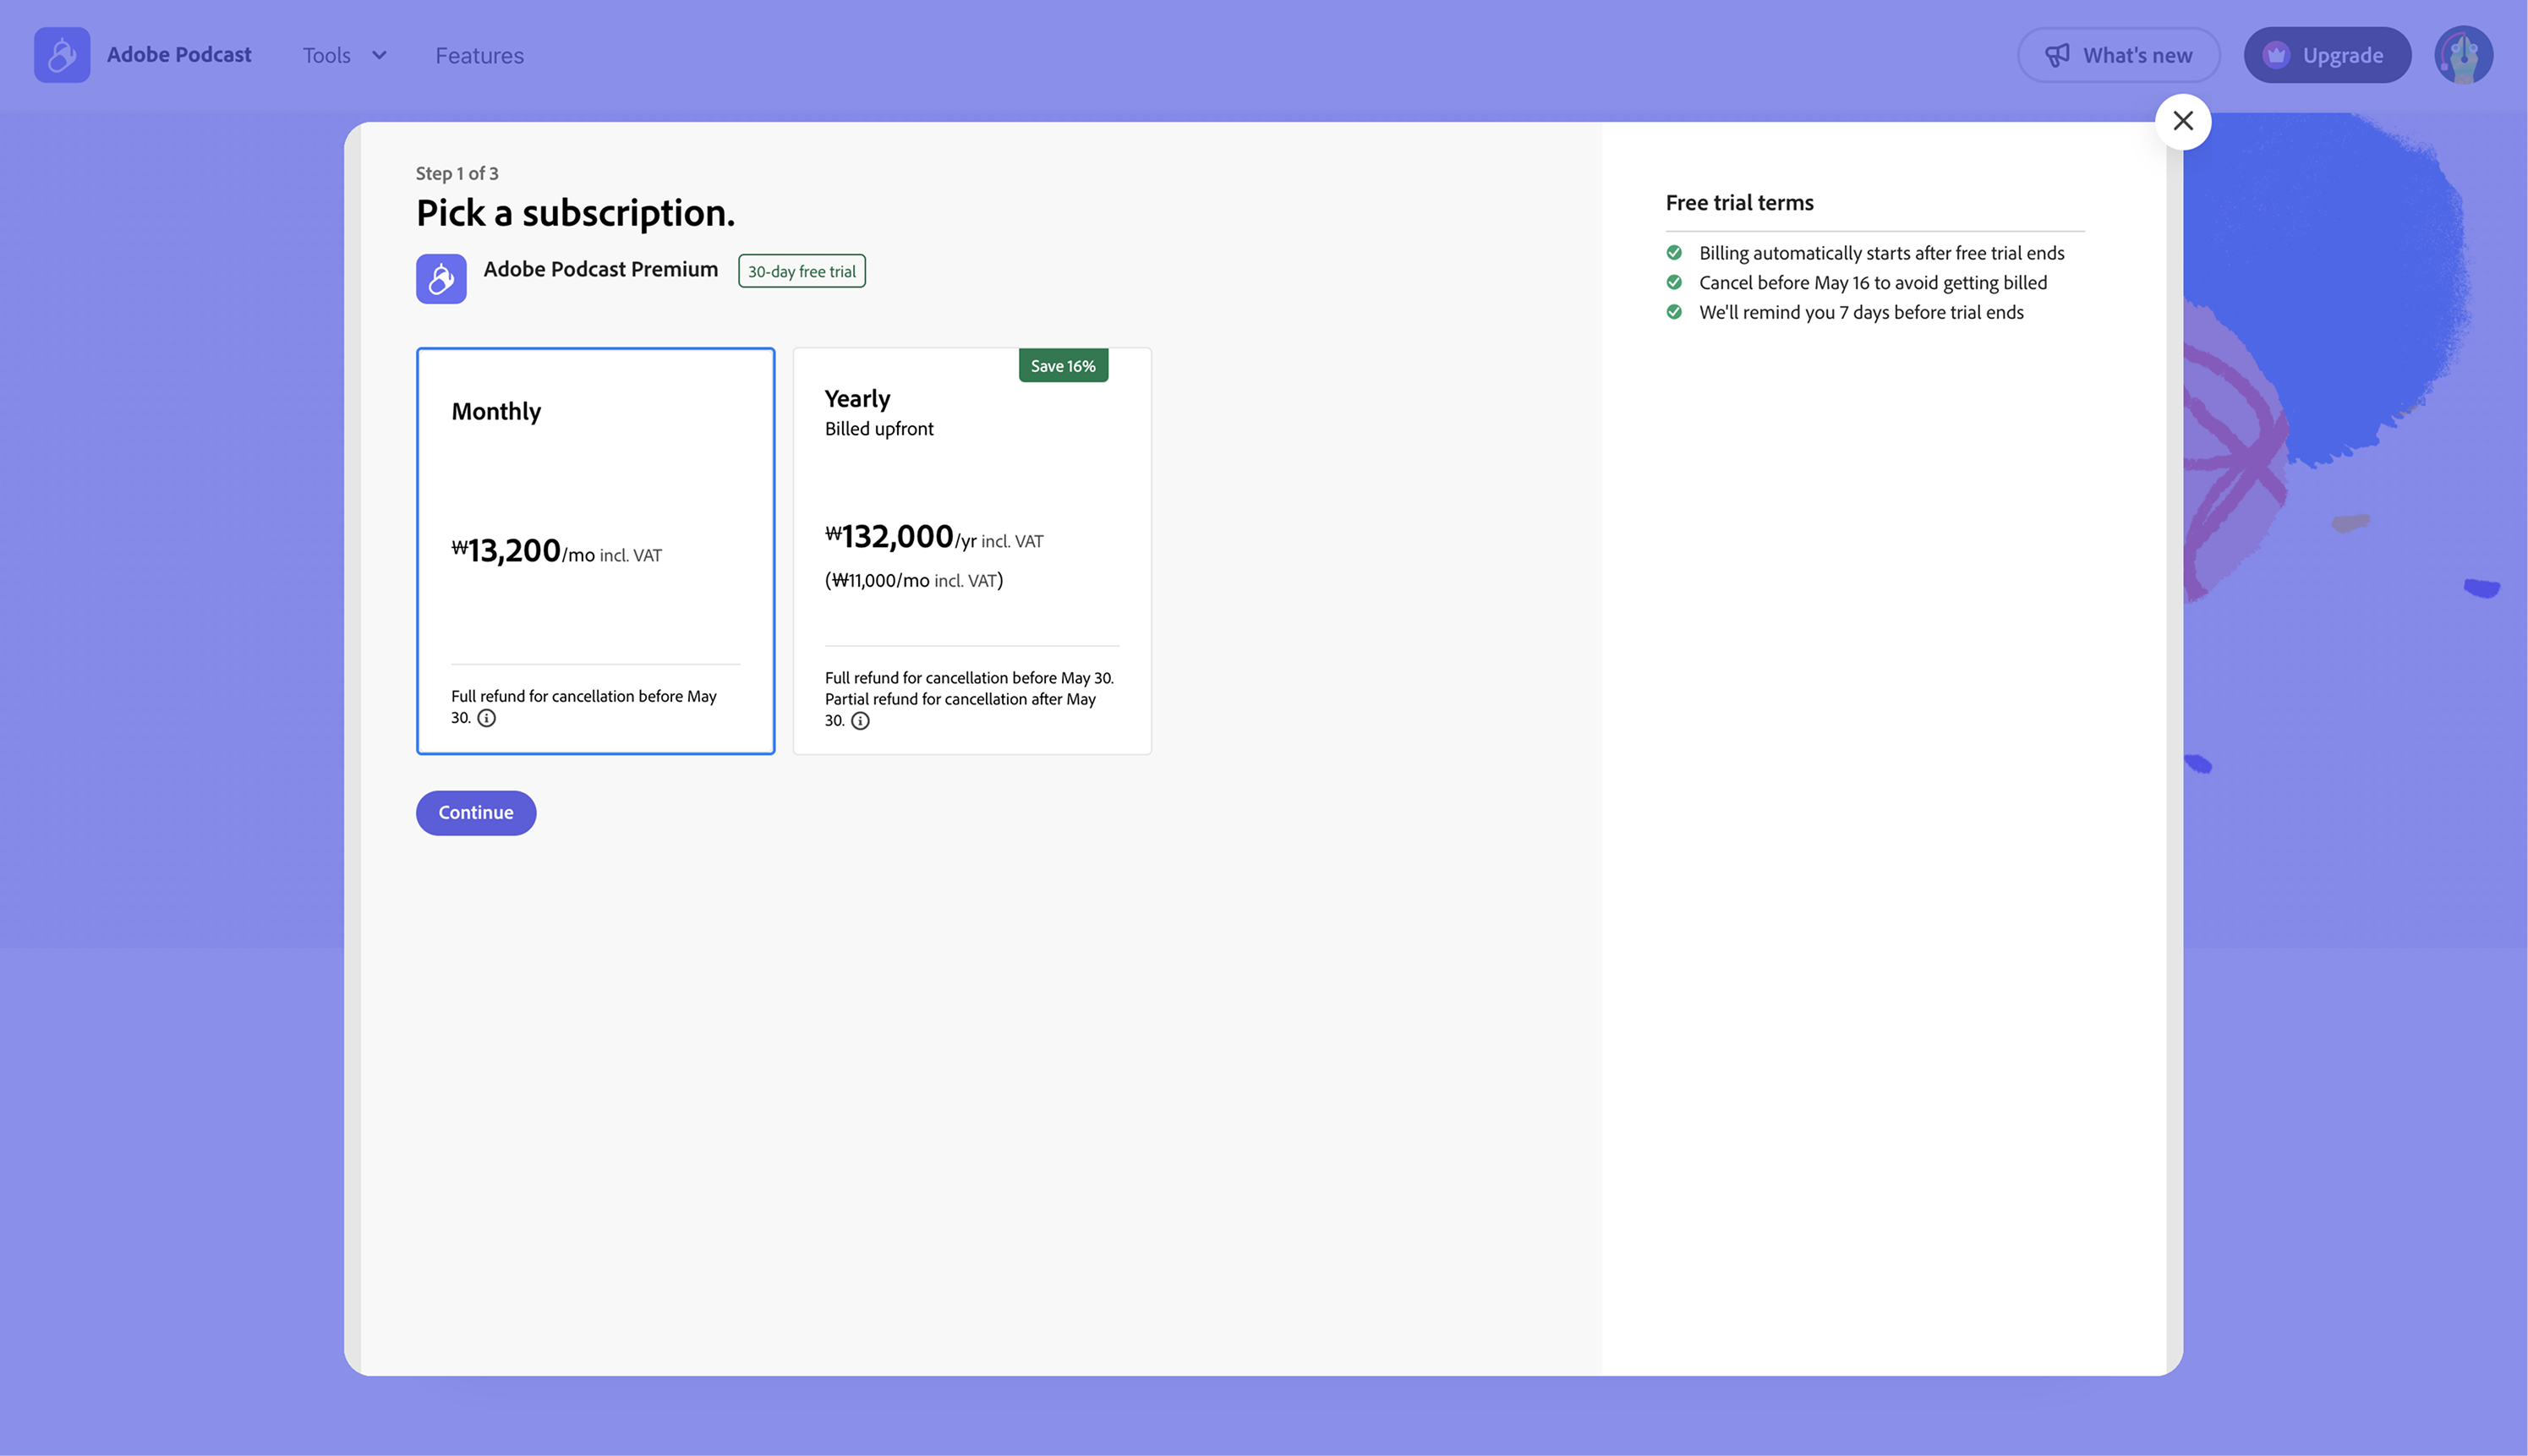 Adobe Podcast
Tools
Features
What's new
Upgrade
Step 1 of 3
Pick a subscription.
Adobe Podcast Premium
30-day free trial
Monthly
₩13,200/mo incl. VAT
Full refund for cancellation before May
30.
Save 16%
Yearly
Billed upfront
₩132,000/yr incl. VAT
(₩11,000/mo incl. VAT)
Full refund for cancellation before May 30.
Partial refund for cancellation after May
30.
Continue
Free trial terms
Billing automatically starts after free trial ends
Cancel before May 16 to avoid getting billed
We'll remind you 7 days before trial ends